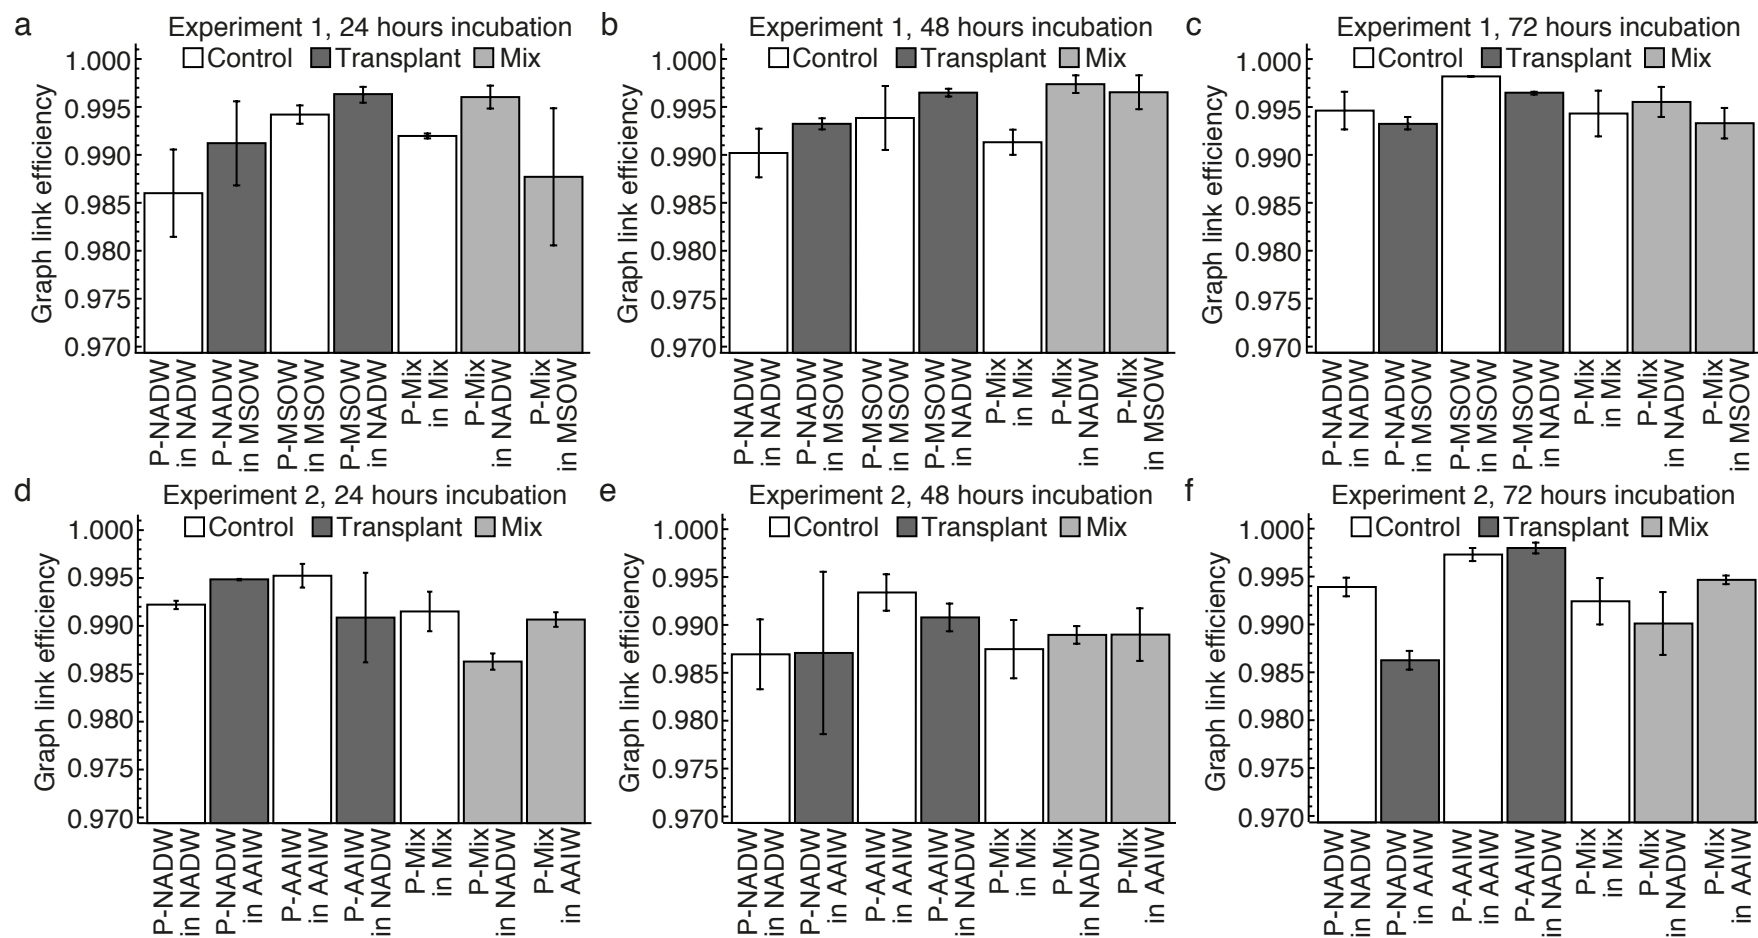 a
Experiment 1, 24 hours incubation
Control Transplant Mix
Graph link efficiency
1.000
0.995
0.990
0.985
0.980
0.975
0.970
P-NADW
in NADW
P-NADW
in MSOW
P-MSOW
in MSOW
P-MSOW
in NADW
P-Mix
in Mix
P-Mix
in NADW
P-Mix
in MSOW
b
Experiment 1, 48 hours incubation
Control Transplant Mix
Graph link efficiency
1.000
0.995
0.990
0.985
0.980
0.975
0.970
P-NADW
in NADW
P-NADW
in MSOW
P-MSOW
in MSOW
P-MSOW
in NADW
P-Mix
in Mix
P-Mix
in NADW
P-Mix
in MSOW
c
Experiment 1, 72 hours incubation
Control Transplant Mix
Graph link efficiency
1.000
0.995
0.990
0.985
0.980
0.975
0.970
P-NADW
in NADW
P-NADW
in MSOW
P-MSOW
in MSOW
P-MSOW
in NADW
P-Mix
in Mix
P-Mix
in NADW
P-Mix
in MSOW
d
Experiment 2, 24 hours incubation
Control Transplant Mix
Graph link efficiency
1.000
0.995
0.990
0.985
0.980
0.975
0.970
P-NADW
in NADW
P-NADW
in AAIW
P-AAIW
in AAIW
P-AAIW
in NADW
P-Mix
in Mix
P-Mix
in NADW
P-Mix
in AAIW
e
Experiment 2, 48 hours incubation
Control Transplant Mix
Graph link efficiency
1.000
0.995
0.990
0.985
0.980
0.975
0.970
P-NADW
in NADW
P-NADW
in AAIW
P-AAIW
in AAIW
P-AAIW
in NADW
P-Mix
in Mix
P-Mix
in NADW
P-Mix
in AAIW
f
Experiment 2, 72 hours incubation
Control Transplant Mix
Graph link efficiency
1.000
0.995
0.990
0.985
0.980
0.975
0.970
P-NADW
in NADW
P-NADW
in AAIW
P-AAIW
in AAIW
P-AAIW
in NADW
P-Mix
in Mix
P-Mix
in NADW
P-Mix
in AAIW